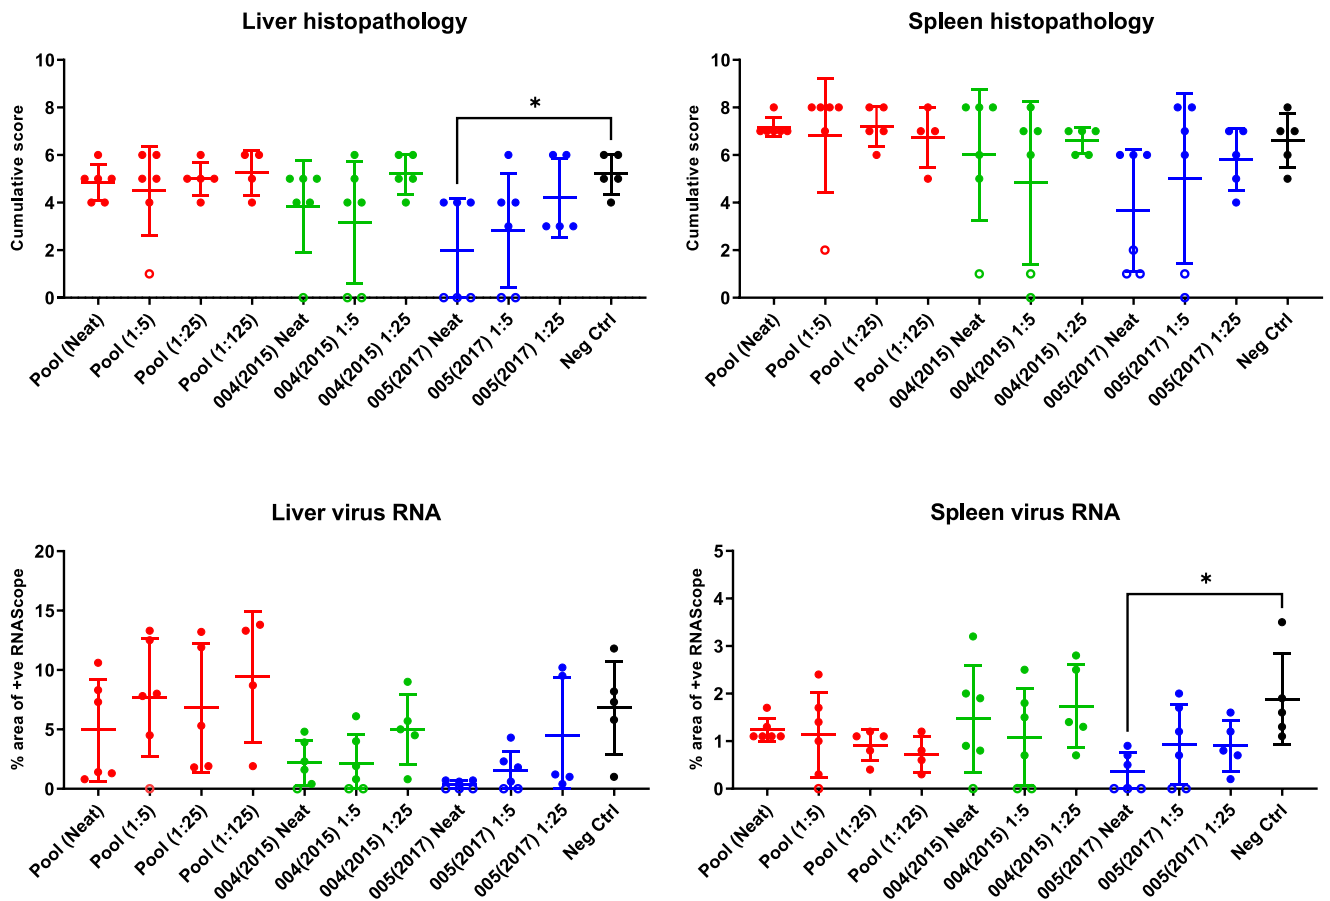 Liver histopathology
Cumulative score
10
8
6
4
2
0
*
Pool (Neat)
Pool (1:5)
Pool (1:25)
Pool (1:125)
004(2015) Neat
004(2015) 1:5
004(2015) 1:25
005(2017) Neat
005(2017) 1:5
005(2017) 1:25
Neg Ctrl
Spleen histopathology
Cumulative score
10
8
6
4
2
0
Pool (Neat)
Pool (1:5)
Pool (1:25)
Pool (1:125)
004(2015) Neat
004(2015) 1:5
004(2015) 1:25
005(2017) Neat
005(2017) 1:5
005(2017) 1:25
Neg Ctrl
Liver virus RNA
% area of +ve RNAScope
20
15
10
5
0
Pool (Neat)
Pool (1:5)
Pool (1:25)
Pool (1:125)
004(2015) Neat
004(2015) 1:5
004(2015) 1:25
005(2017) Neat
005(2017) 1:5
005(2017) 1:25
Neg Ctrl
Spleen virus RNA
% area of +ve RNAScope
5
4
3
2
1
0
*
Pool (Neat)
Pool (1:5)
Pool (1:25)
Pool (1:125)
004(2015) Neat
004(2015) 1:5
004(2015) 1:25
005(2017) Neat
005(2017) 1:5
005(2017) 1:25
Neg Ctrl